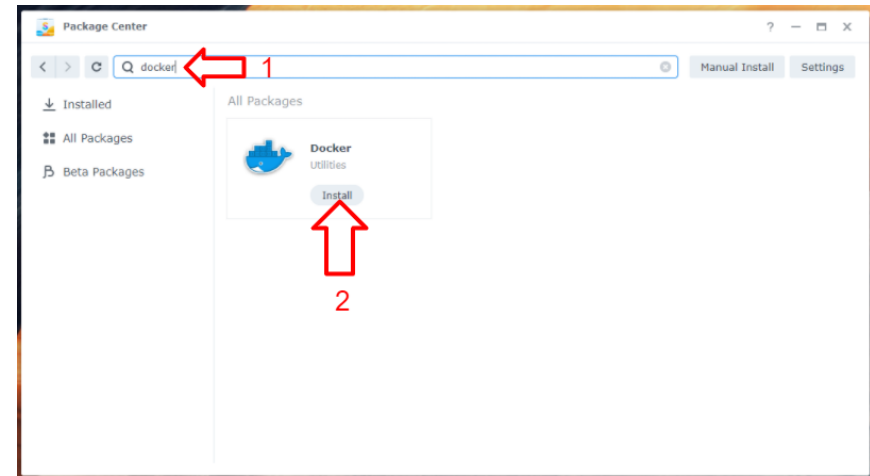 Package Center
?
docker
1
Manual Install
Settings
Installed
All Packages
Beta Packages
All Packages
Docker
Utilities
Install
2